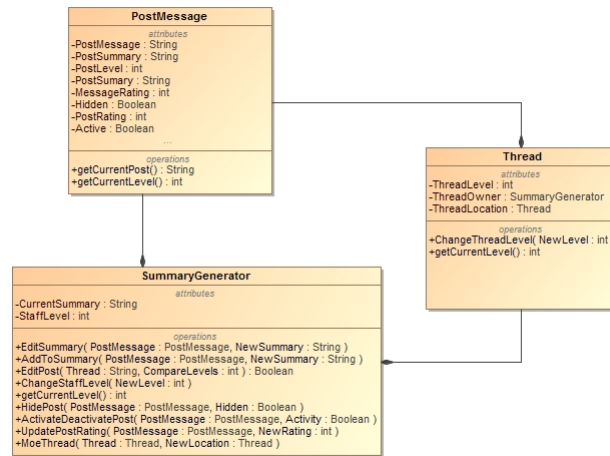 PostMessage
attributes
-PostMessage : String
-PostSummary : String
-PostLevel : int
-PostSumary : String
-MessageRating : int
-Hidden : Boolean
-PostRating : int
-Active : Boolean
...
operations
+getCurrentPost() : String
+getCurrentLevel() : int
Thread
attributes
-ThreadLevel : int
-ThreadOwner : SummaryGenerator
-ThreadLocation : Thread
operations
+ChangeThreadLevel( NewLevel : int
+getCurrentLevel() : int
SummaryGenerator
attributes
-CurrentSummary : String
-StaffLevel : int
operations
+EditSummary( PostMessage : PostMessage, NewSummary : String )
+AddToSummary( PostMessage : PostMessage, NewSummary : String )
+EditPost( Thread : String, CompareLevels : int ) : Boolean
+ChangeStaffLevel( NewLevel : int )
+getCurrentLevel() : int
+HidePost( PostMessage : PostMessage, Hidden : Boolean )
+ActivateDeactivatePost( PostMessage : PostMessage, Activity : Boolean )
+UpdatePostRating( PostMessage : PostMessage, NewRating : int )
+MoeThread( Thread : Thread, NewLocation : Thread )